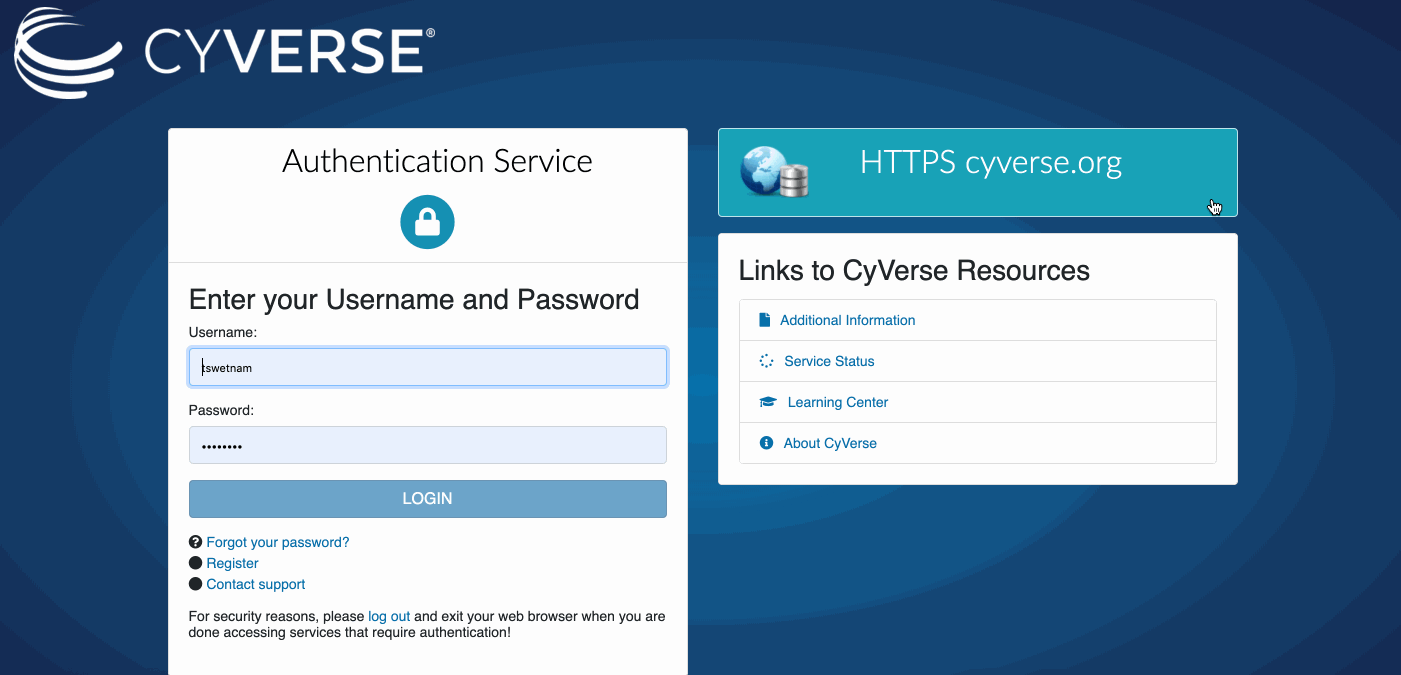 CYVERSE®
Authentication Service
Enter your Username and Password
Username:
tswetnam
Password:
••••••••
LOGIN
Forgot your password?
Register
Contact support
For security reasons, please log out and exit your web browser when you are
done accessing services that require authentication!
HTTPS cyverse.org
Links to CyVerse Resources
Additional Information
Service Status
Learning Center
About CyVerse